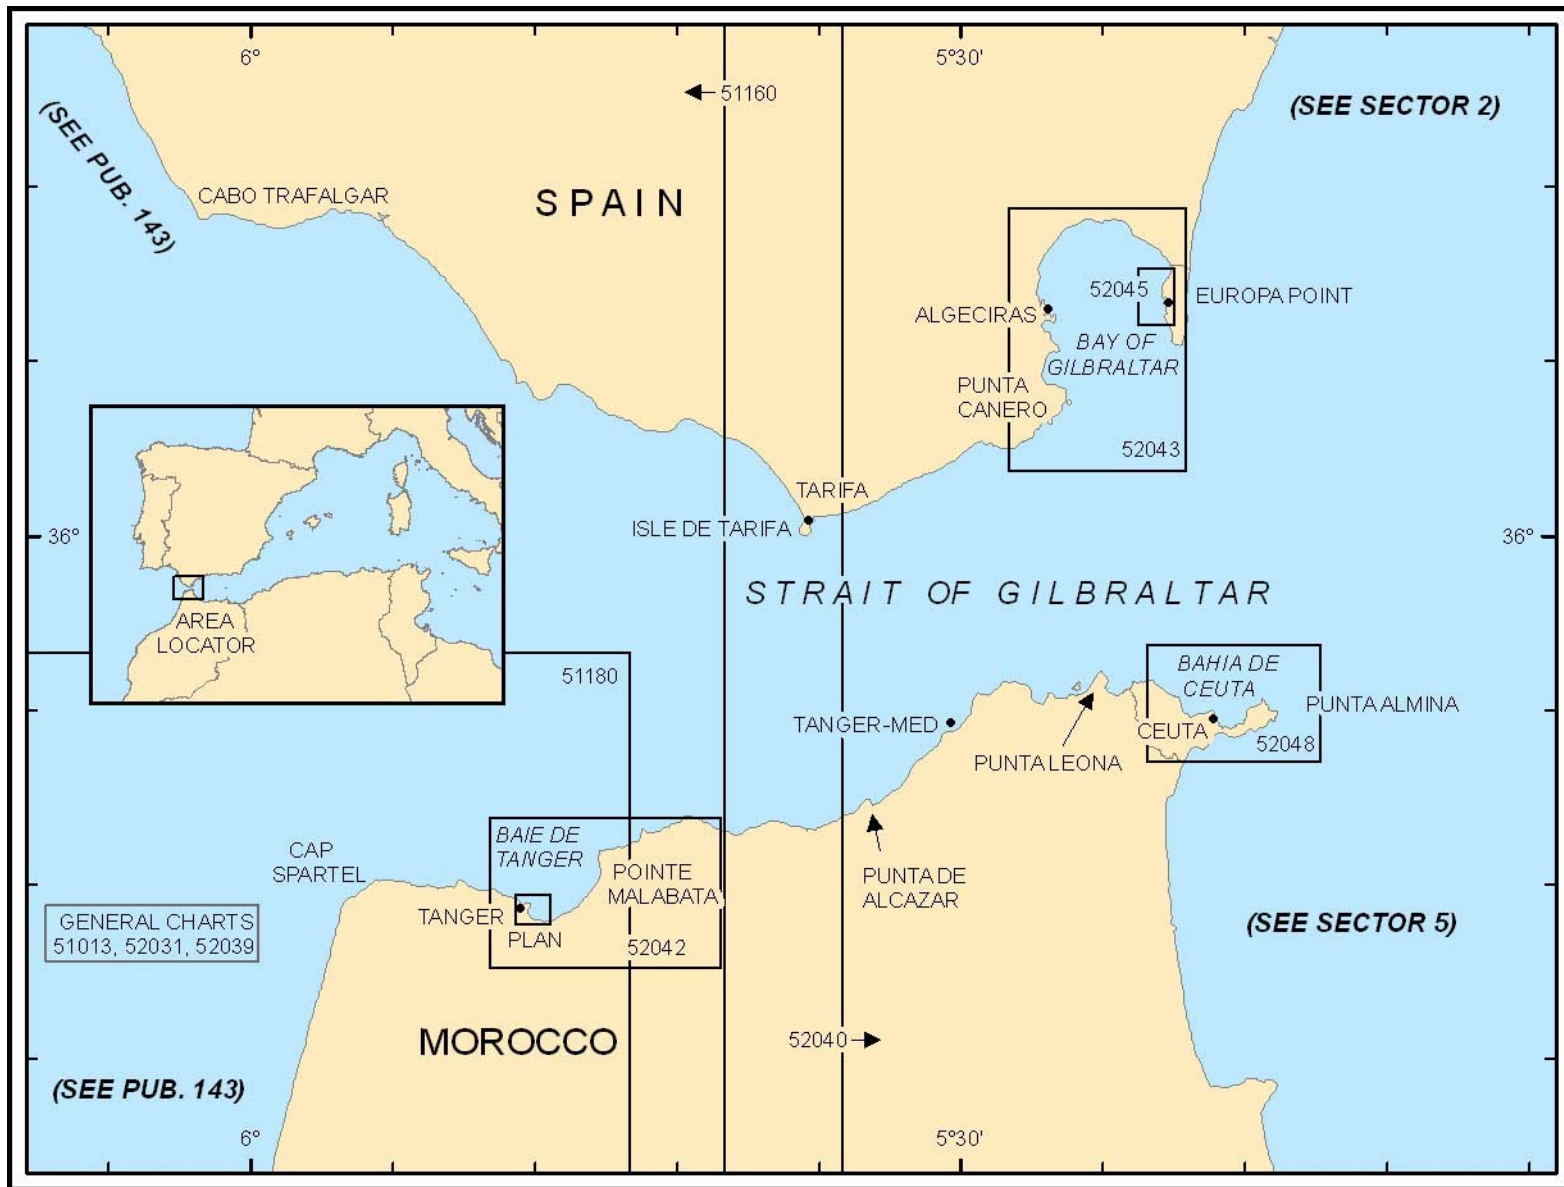 6°
5°30'
51160
(SEE SECTOR 2)
(SEE PUB. 143)
CABO TRAFALGAR
SPAIN
52045
EUROPA POINT
ALGECIRAS
BAY OF
GILBRALTAR
PUNTA
CANERO
52043
TARIFA
ISLE DE TARIFA
36°
36°
STRAIT OF GILBRALTAR
AREA
LOCATOR
51180
BAHIA DE
CEUTA
PUNTA ALMINA
TANGER-MED
CEUTA
52048
PUNTA LEONA
BAIE DE
TANGER
CAP
SPARTEL
POINTE
MALABATA
PUNTA DE
ALCAZAR
TANGER
PLAN
52042
GENERAL CHARTS
51013, 52031, 52039
(SEE SECTOR 5)
MOROCCO
52040
(SEE PUB. 143)
6°
5°30'